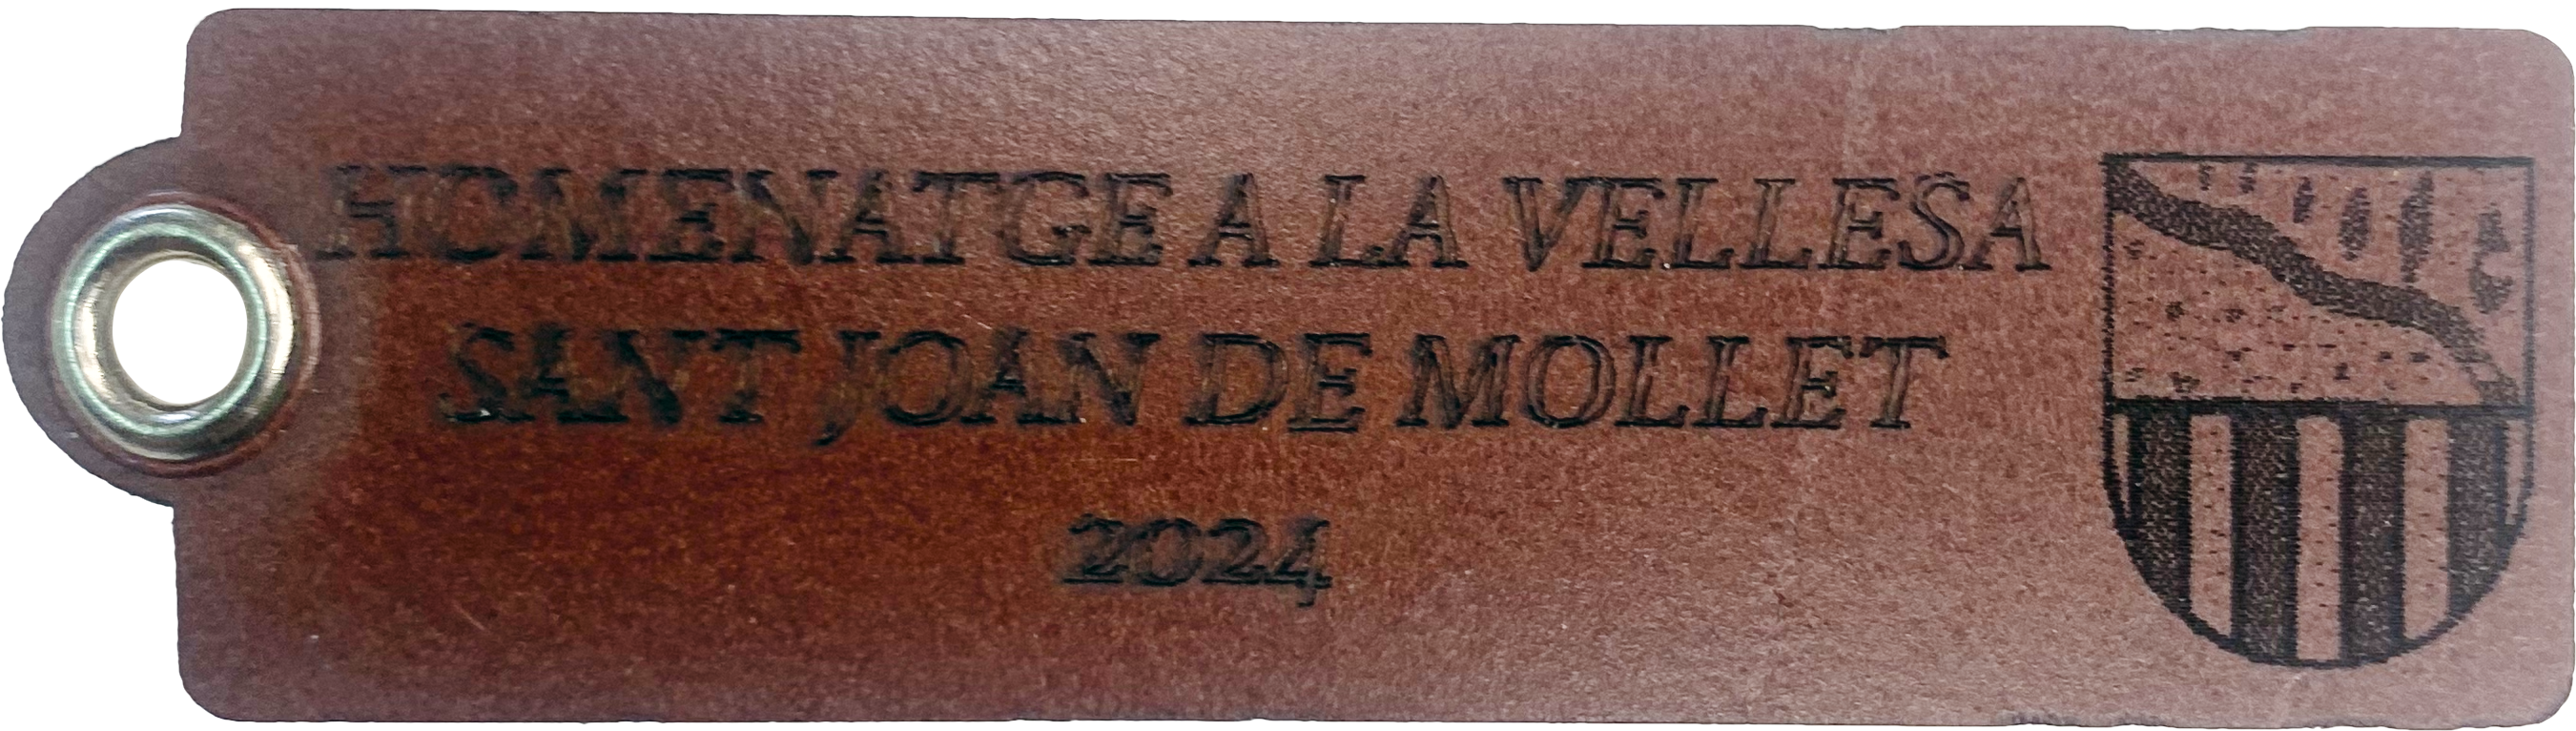 HOMENATGE A LA VELLESA
SANT JOAN DE MOLLET
2024